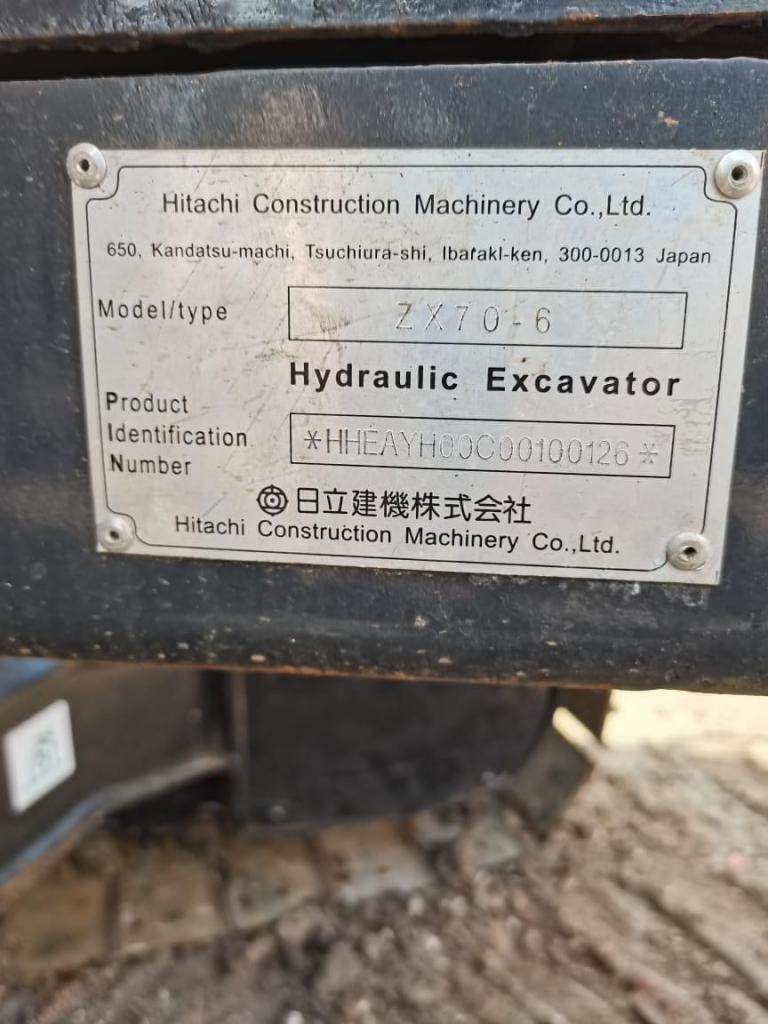 Hitachi Construction Machinery Co.,Ltd.
650, Kandatsu-machi, Tsuchiura-shi, Ibarakl-ken, 300-0013 Japan
Model/type ZX70-6
Hydraulic Excavator
Product
Identification
Number
*HHEAYH00C00100126*
日立建機株式会社
Hitachi Construction Machinery Co.,Ltd.